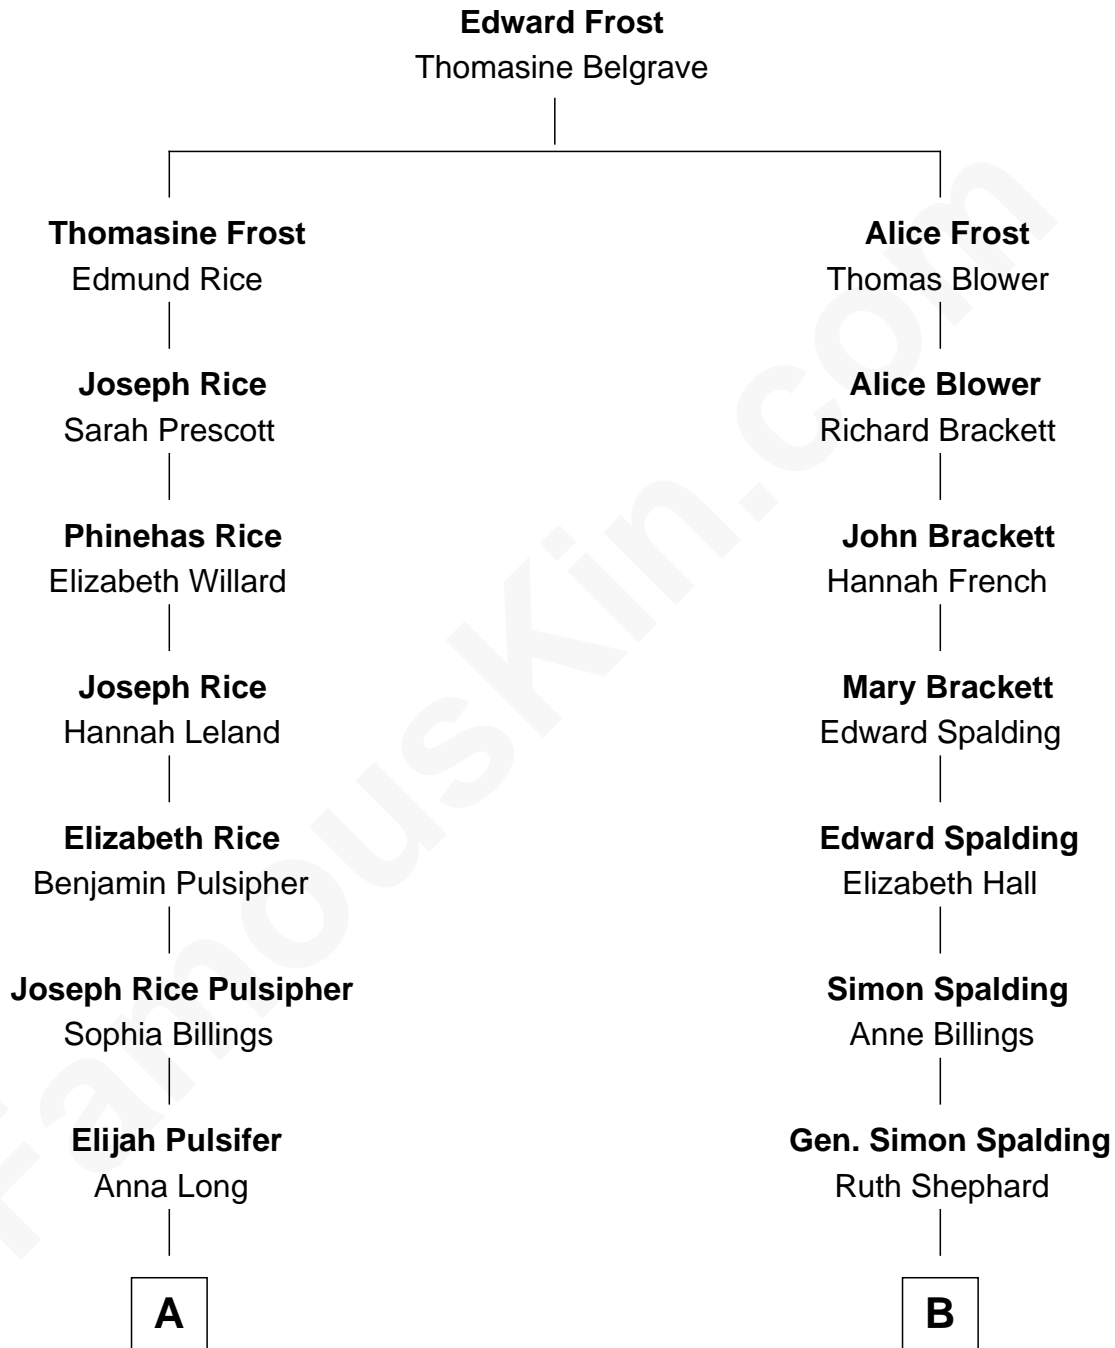 Edward Frost
Thomasine Belgrave
Thomasine Frost
Edmund Rice
Alice Frost
Thomas Blower
Joseph Rice
Sarah Prescott
Alice Blower
Richard Brackett
Phinehas Rice
Elizabeth Willard
John Brackett
Hannah French
Joseph Rice
Hannah Leland
Mary Brackett
Edward Spalding
Elizabeth Rice
Benjamin Pulsipher
Edward Spalding
Elizabeth Hall
Joseph Rice Pulsipher
Sophia Billings
Simon Spalding
Anne Billings
Elijah Pulsifer
Anna Long
Gen. Simon Spalding
Ruth Shephard
A
B
FamousKin.com